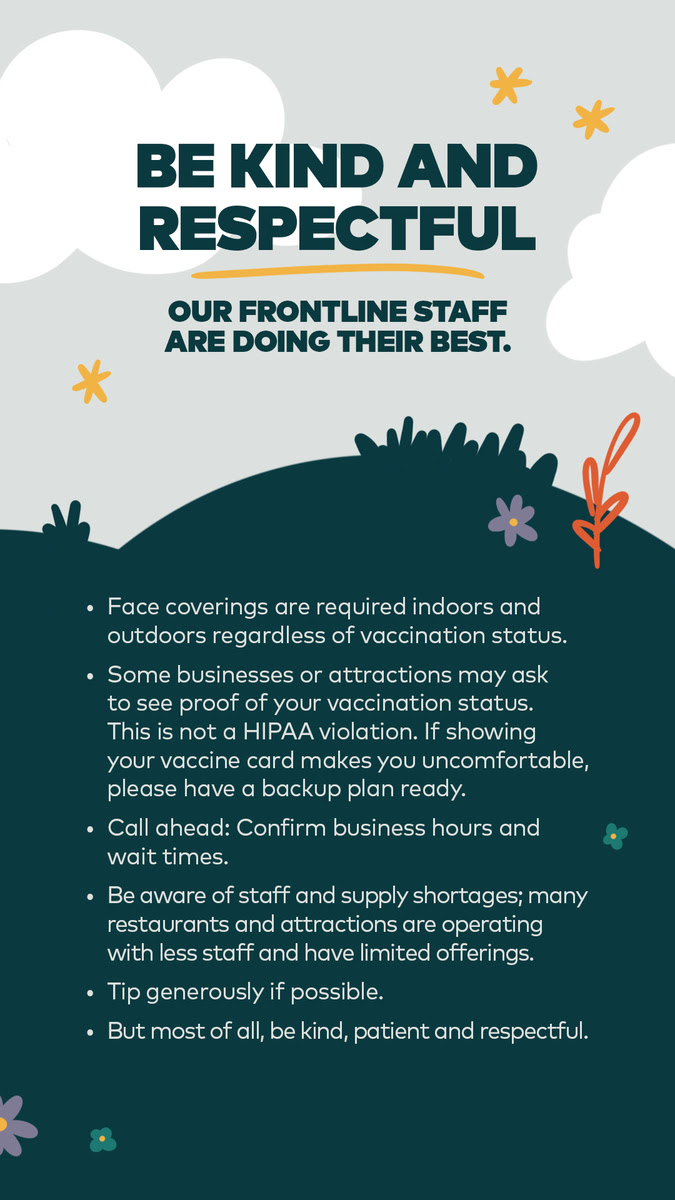 BE KIND AND
RESPECTFUL
OUR FRONTLINE STAFF
ARE DOING THEIR BEST.
• Face coverings are required indoors and
outdoors regardless of vaccination status.
• Some businesses or attractions may ask
to see proof of your vaccination status.
This is not a HIPAA violation. If showing
your vaccine card makes you uncomfortable,
please have a backup plan ready.
• Call ahead: Confirm business hours and
wait times.
• Be aware of staff and supply shortages; many
restaurants and attractions are operating
with less staff and have limited offerings.
• Tip generously if possible.
• But most of all, be kind, patient and respectful.